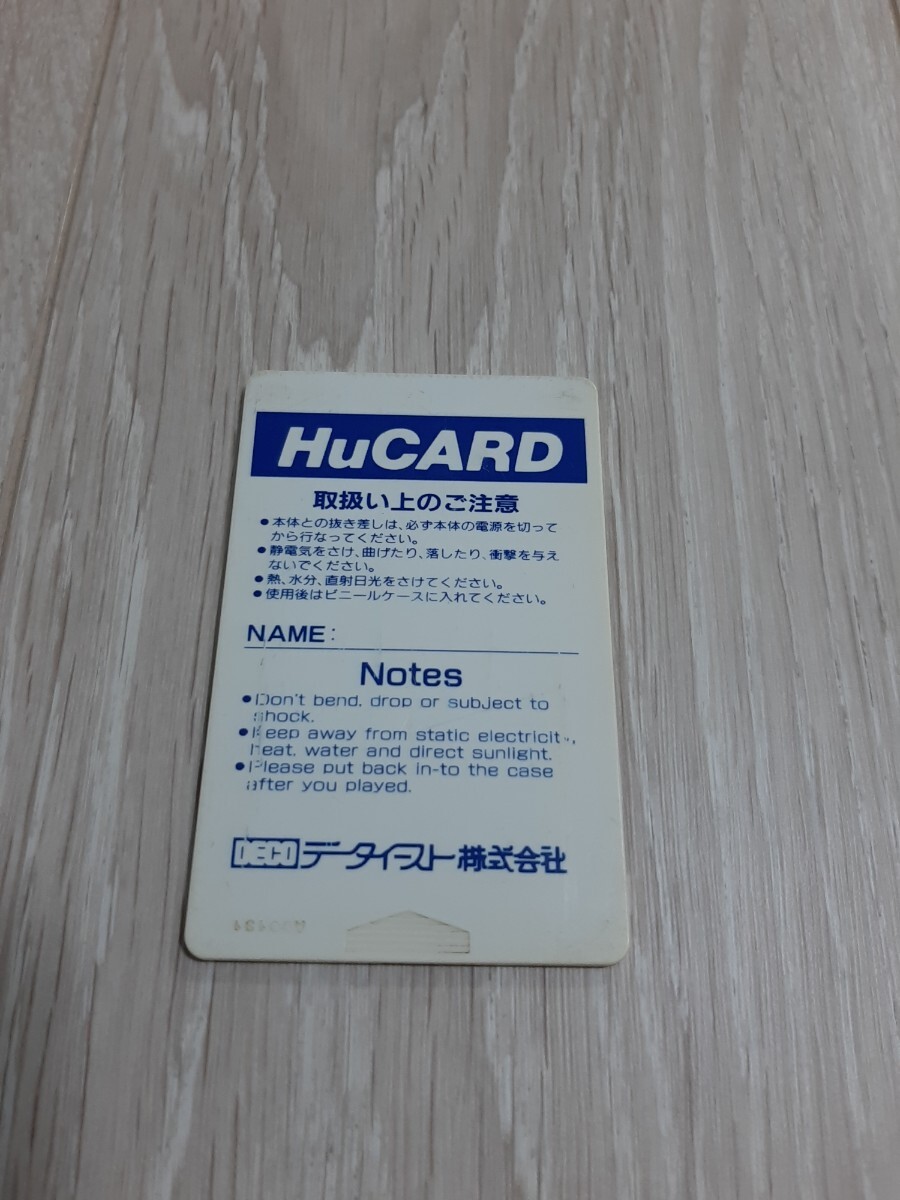 HuCARD
取扱い上のご注意
●本体との抜き差しは、必ず本体の電源を切って
から行なってください。
●静電気をさけ、曲げたり、落したり、衝撃を与え
ないでください。
●熱、水分、直射日光をさけてください。
●使用後はビニールケースに入れてください。
NAME:
Notes
●Don't bend, drop or subject to
shock.
●Keep away from static electricity,
heat, water and direct sunlight.
●Please put back in-to the case
after you played.
DECO データイースト株式会社